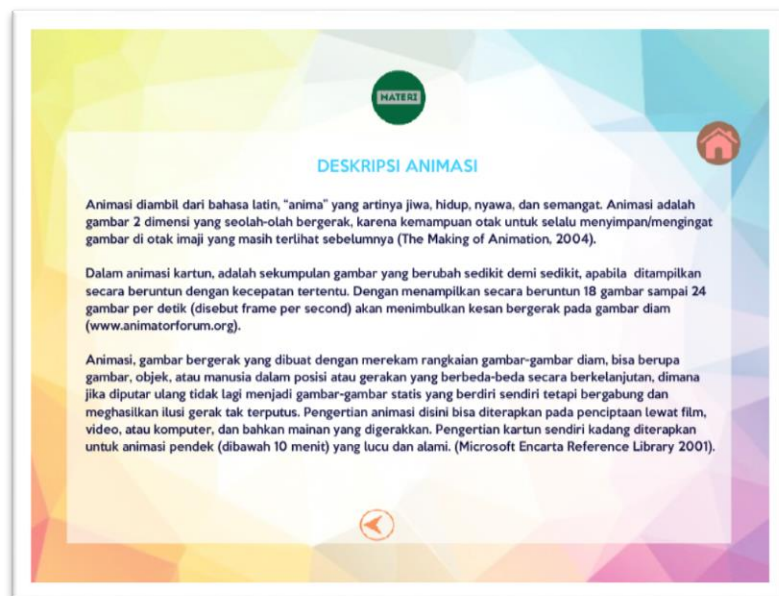 MATERI
DESKRIPSI ANIMASI
Animasi diambil dari bahasa latin, "anima" yang artinya jiwa, hidup, nyawa, dan semangat. Animasi adalah
gambar 2 dimensi yang seolah-olah bergerak, karena kemampuan otak untuk selalu menyimpan/mengingat
gambar di otak imaji yang masih terlihat sebelumnya (The Making of Animation, 2004).
Dalam animasi kartun, adalah sekumpulan gambar yang berubah sedikit demi sedikit, apabila ditampilkan
secara beruntun dengan kecepatan tertentu. Dengan menampilkan secara beruntun 18 gambar sampai 24
gambar per detik (disebut frame per second) akan menimbulkan kesan bergerak pada gambar diam
(www.animatorforum.org).
Animasi, gambar bergerak yang dibuat dengan merekam rangkaian gambar-gambar diam, bisa berupa
gambar, objek, atau manusia dalam posisi atau gerakan yang berbeda-beda secara berkelanjutan, dimana
jika diputar ulang tidak lagi menjadi gambar-gambar statis yang berdiri sendiri tetapi bergabung dan
meghasilkan ilusi gerak tak terputus. Pengertian animasi disini bisa diterapkan pada penciptaan lewat film,
video, atau komputer, dan bahkan mainan yang digerakkan. Pengertian kartun sendiri kadang diterapkan
untuk animasi pendek (dibawah 10 menit) yang lucu dan alami. (Microsoft Encarta Reference Library 2001).